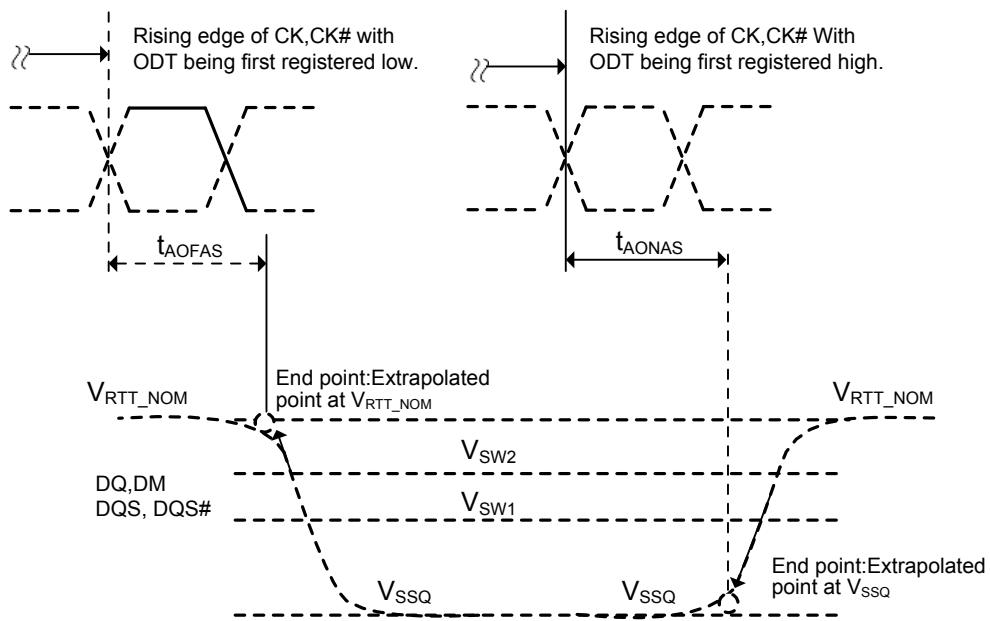 Rising edge of CK,CK# with
ODT being first registered low.
Rising edge of CK,CK# With
ODT being first registered high.
tAOFAS
tAONAS
End point:Extrapolated
point at VRTT_NOM
VRTT_NOM
VRTT_NOM
VSW2
DQ,DM
DQS, DQS#
VSW1
End point:Extrapolated
point at VSSQ
VSSQ
VSSQ